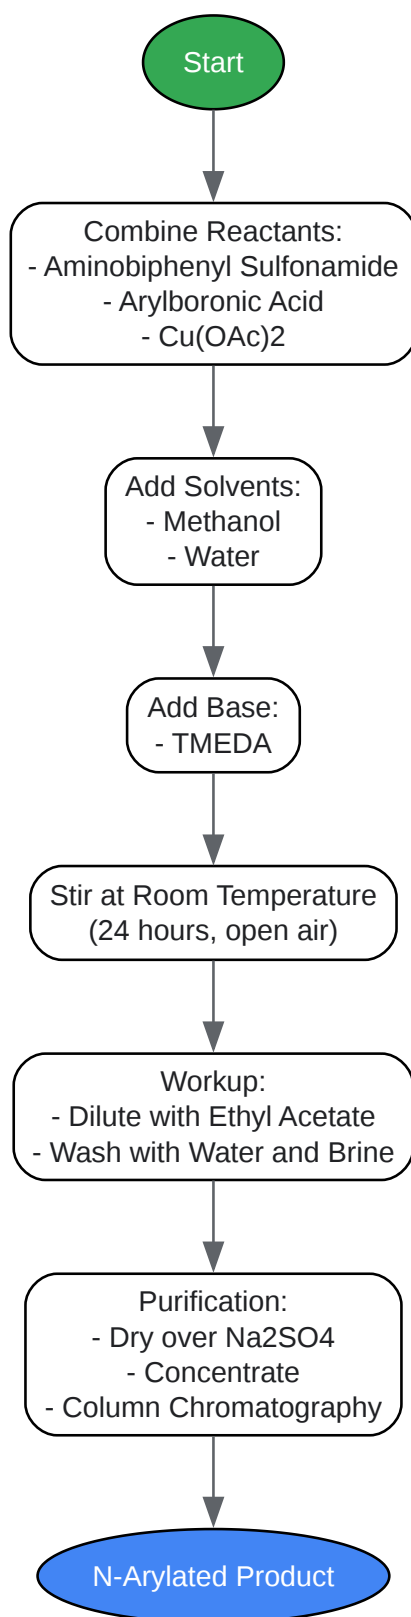 Start
Combine Reactants:
- Aminobiphenyl Sulfonamide
- Arylboronic Acid
- Cu(OAc)2
Add Solvents:
- Methanol
- Water
Add Base:
- TMEDA
Stir at Room Temperature
(24 hours, open air)
Workup:
- Dilute with Ethyl Acetate
- Wash with Water and Brine
Purification:
- Dry over Na2SO4
- Concentrate
- Column Chromatography
N-Arylated Product